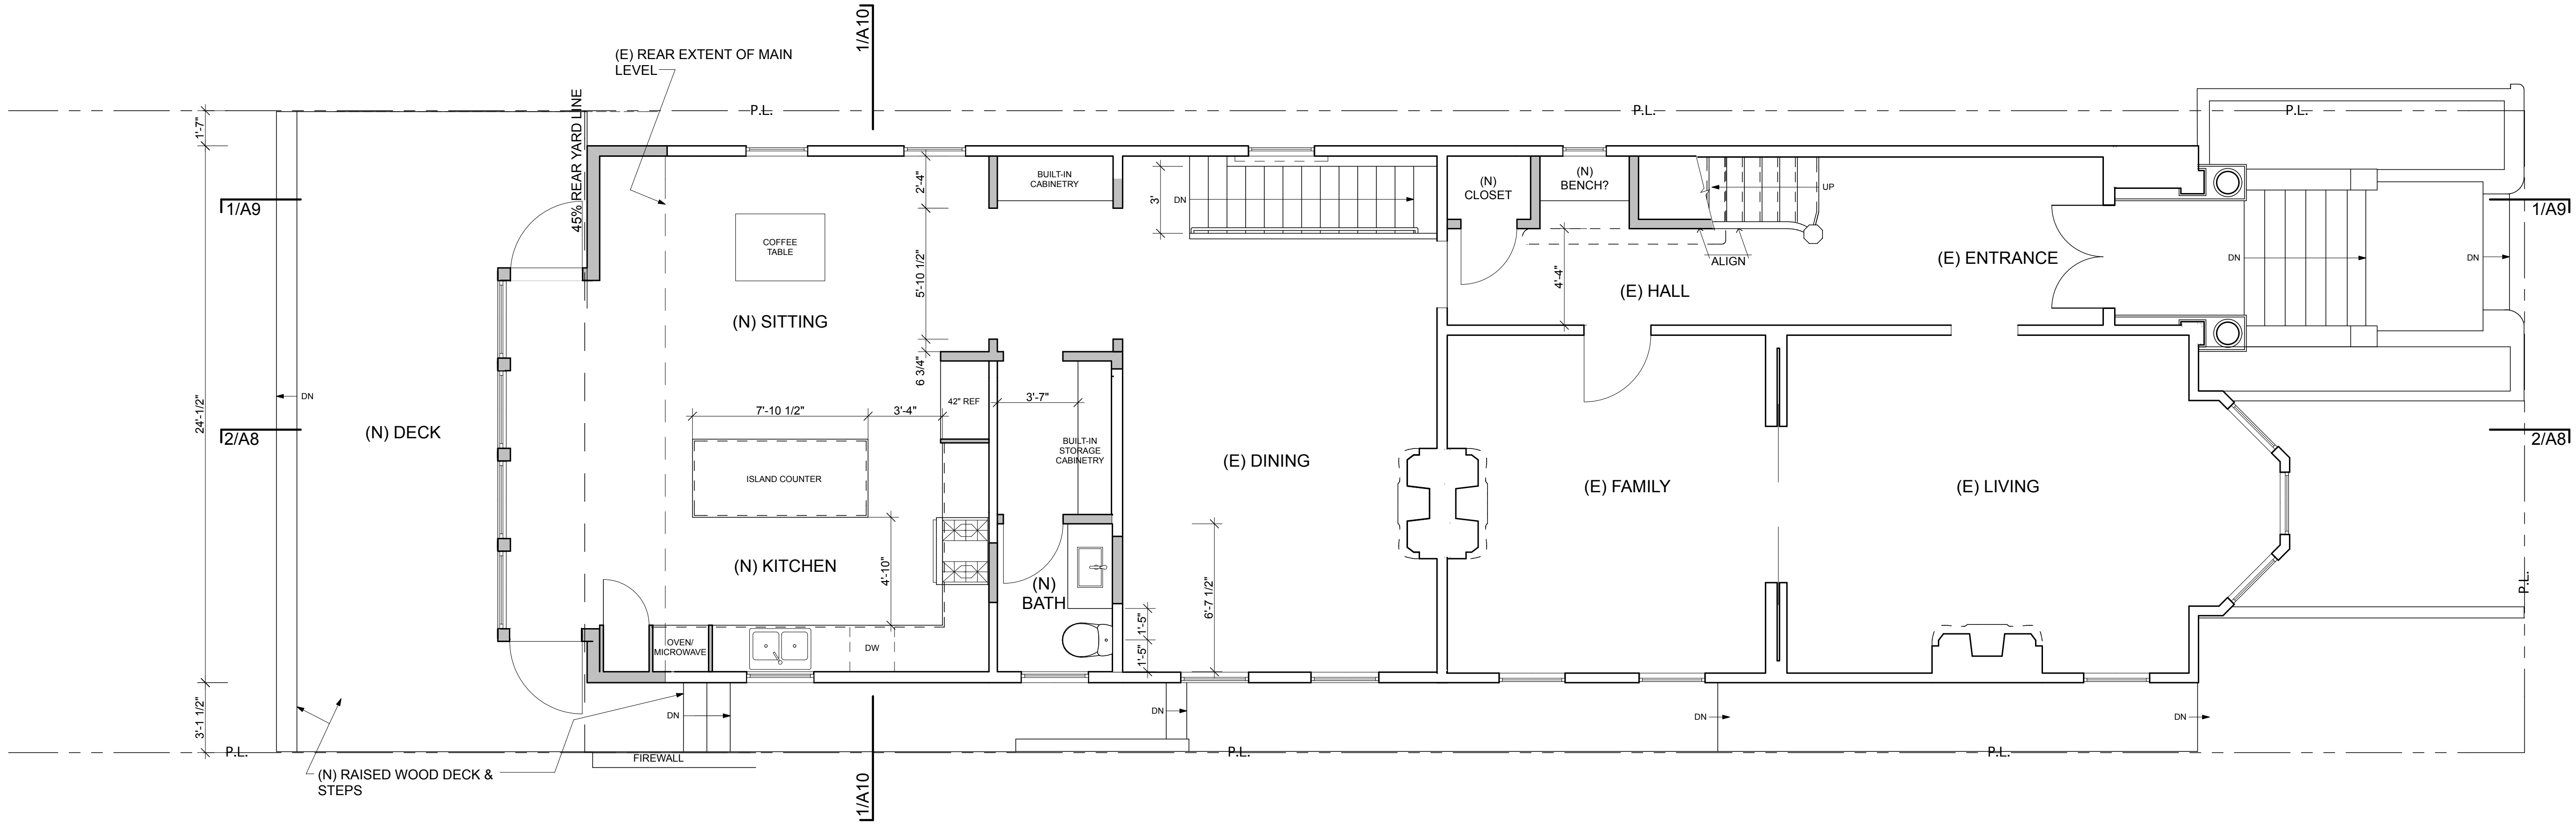 1/A10
(E) REAR EXTENT OF MAIN
LEVEL
P.L.
P.L.
P.L.
1'-7"
45% REAR YARD LINE
1/A9
1/A9
BUILT-IN
CABINETRY
2'-4"
3'
DN
(N)
CLOSET
(N)
BENCH?
UP
COFFEE
TABLE
5'-10 1/2"
ALIGN
4'-4"
(E) ENTRANCE
DN
DN
(E) HALL
(N) SITTING
6 3/4"
DN
24'-1/2"
7'-10 1/2"
3'-4"
42" REF
3'-7"
(N) DECK
2/A8
2/A8
BUILT-IN
STORAGE
CABINETRY
(E) DINING
ISLAND COUNTER
(E) FAMILY
(E) LIVING
(N) KITCHEN
4'-10"
(N)
BATH
6'-7 1/2"
1'-5"
1'-5"
P.L.
OVEN/
MICROWAVE
DW
3'-1 1/2"
DN
DN
DN
DN
P.L.
P.L.
P.L.
FIREWALL
(N) RAISED WOOD DECK &
STEPS
1/A10